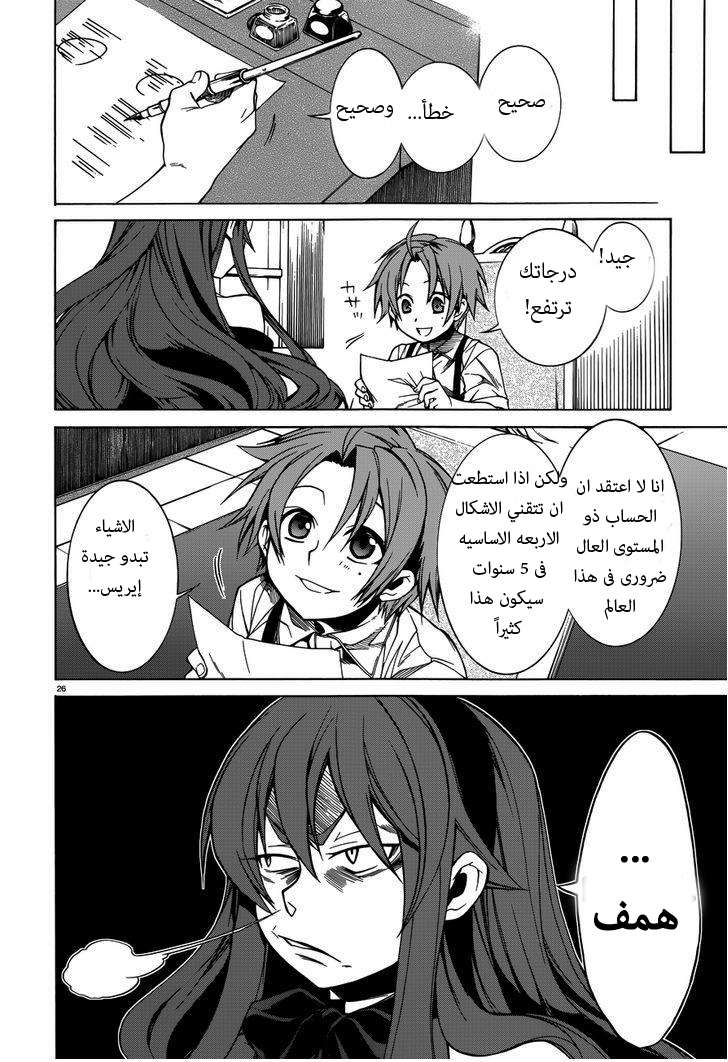 صحيح
خطأ...
وصحيح
جيد!
درجاتك
ترتفع!
انا لا اعتقد ان
الحساب ذو
المستوى العال
ضرورى فى هذا
العالم
ولكن اذا استطعت
ان تتقني الاشكال
الاربعه الاساسيه
فى 5 سنوات
سيكون هذا
كثيراً
الاشياء
تبدو جيدة
إيريس...
26
...
همف